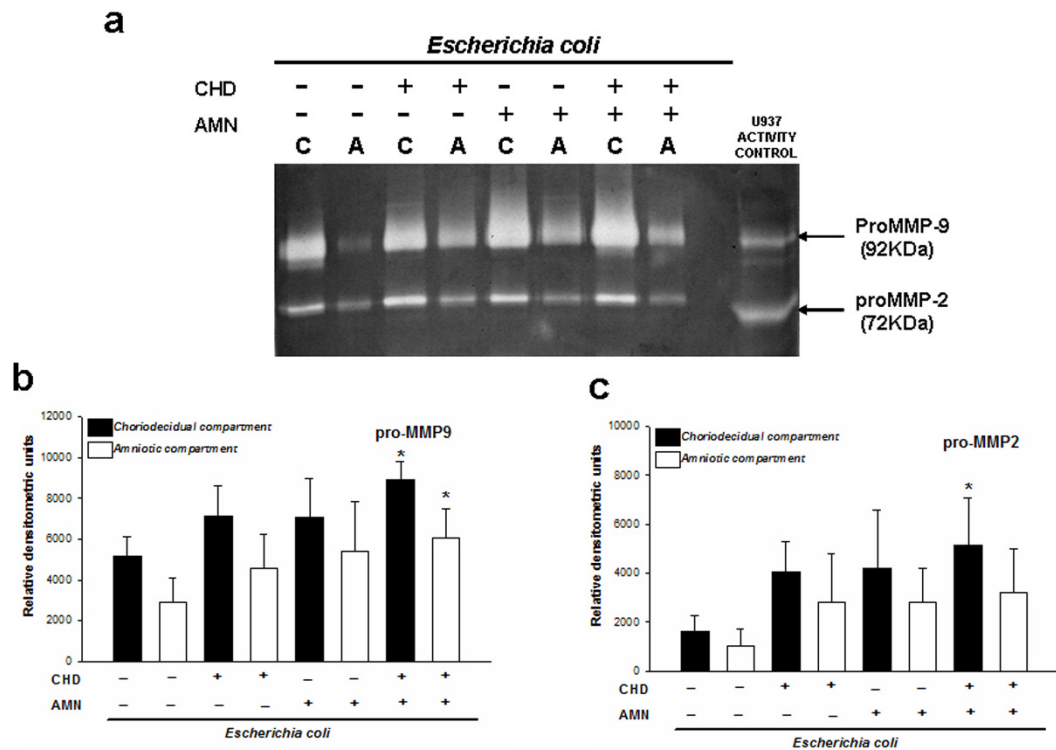 a
Escherichia coli
CHD – – + + – – + +
AMN – – – – + + + +
C A C A C A C A
U937
ACTIVITY
CONTROL
ProMMP-9
(92KDa)
proMMP-2
(72KDa)
b
Choriodecidual compartment
Amniotic compartment
pro-MMP9
Relative densitometric units
12000
10000
8000
6000
4000
2000
0
* *
CHD – – + + – – + +
AMN – – – – + + + +
Escherichia coli
c
Choriodecidual compartment
Amniotic compartment
pro-MMP2
Relative densitometric units
10000
8000
6000
4000
2000
0
*
CHD – – + + – – + +
AMN – – – – + + + +
Escherichia coli